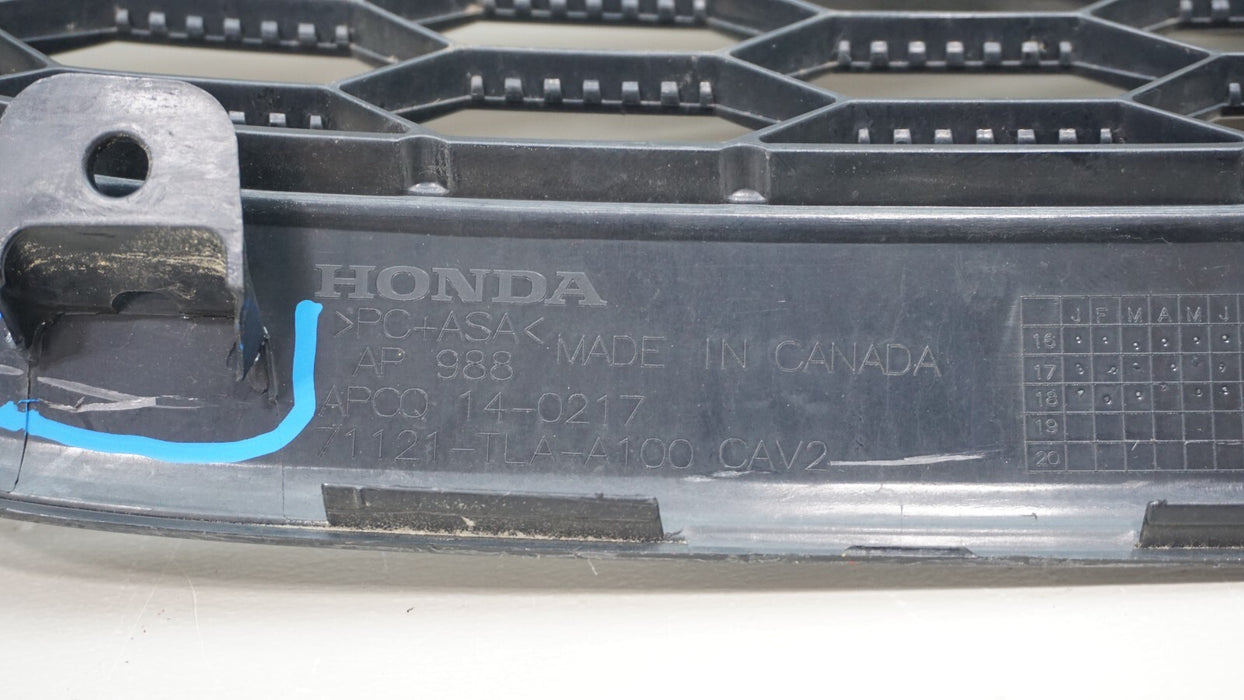 HONDA
>PC+ASA<
AP 988 MADE IN CANADA
APCQ 14-0217
71121-TLA-A100 CAV2
J F M A M J
16
17
18
19
20